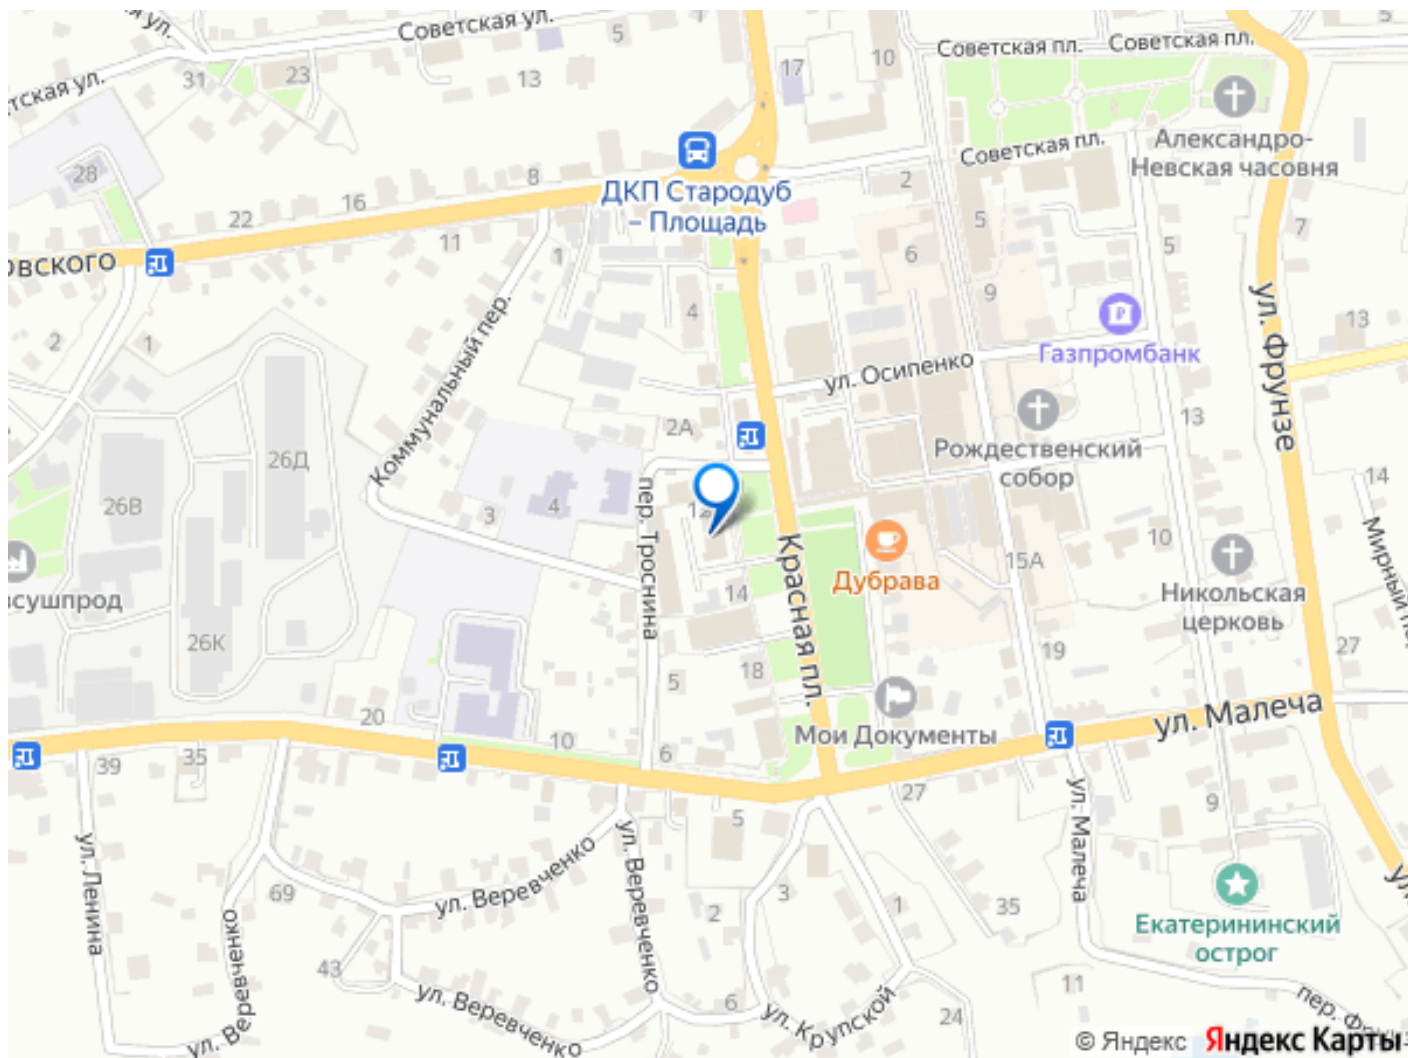 Советская ул.
5
10
Советская пл.
Советская пл.
5
17
31
23
13
Александро-
Невская часовня
Советская пл.
28
8
2
ДКП Стародуб
– Площадь
16
22
11
1
5
5
7
6
9
2
1
4
ул. Осипенко
Газпромбанк
13
ул. Фрунзе
Коммунальный пер.
2А
13
Рождественский
собор
26Д
26В
4
3
пер. Троснина
14
10
15А
Дубрава
Красная пл.
14
Никольская
церковь
26К
19
27
5
18
20
10
6
Мои Документы
ул. Малеча
39
35
27
5
9
ул. Малеча
ул. Ленина
69
ул. Веревченко
ул. Веревченко
3
2
1
35
Екатерининский
острог
43
11
ул. Веревченко
6
ул. Крупской
24
© Яндекс
Яндекс Карты